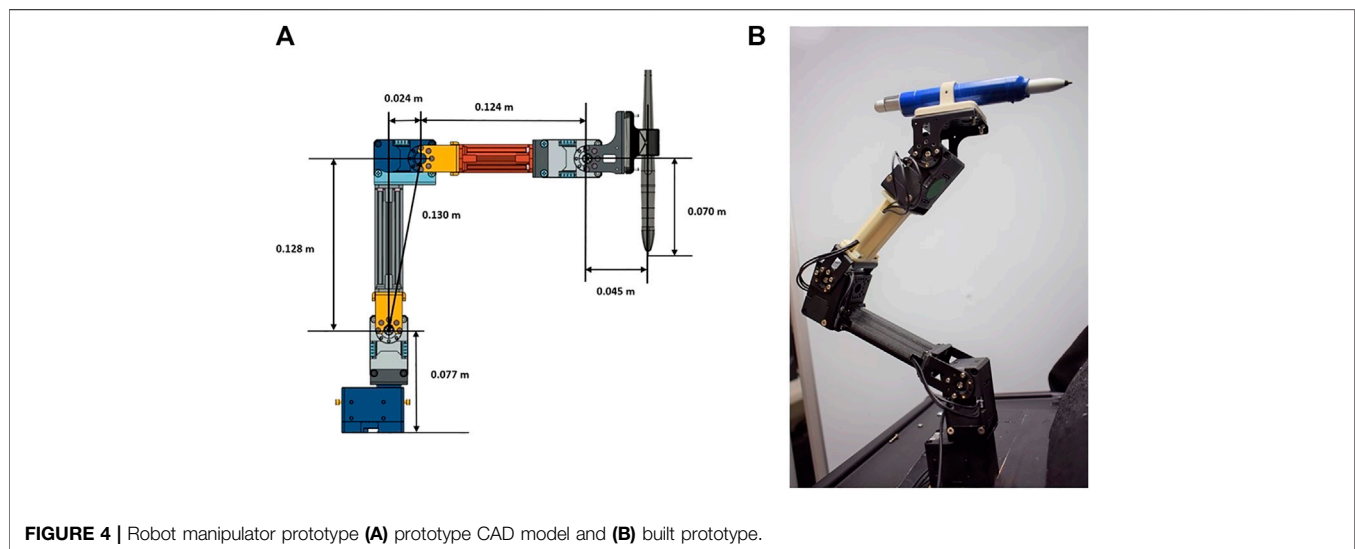 A
B
0.024 m
0.124 m
0.130 m
0.070 m
0.128 m
0.045 m
0.077 m
FIGURE 4 | Robot manipulator prototype (A) prototype CAD model and (B) built prototype.